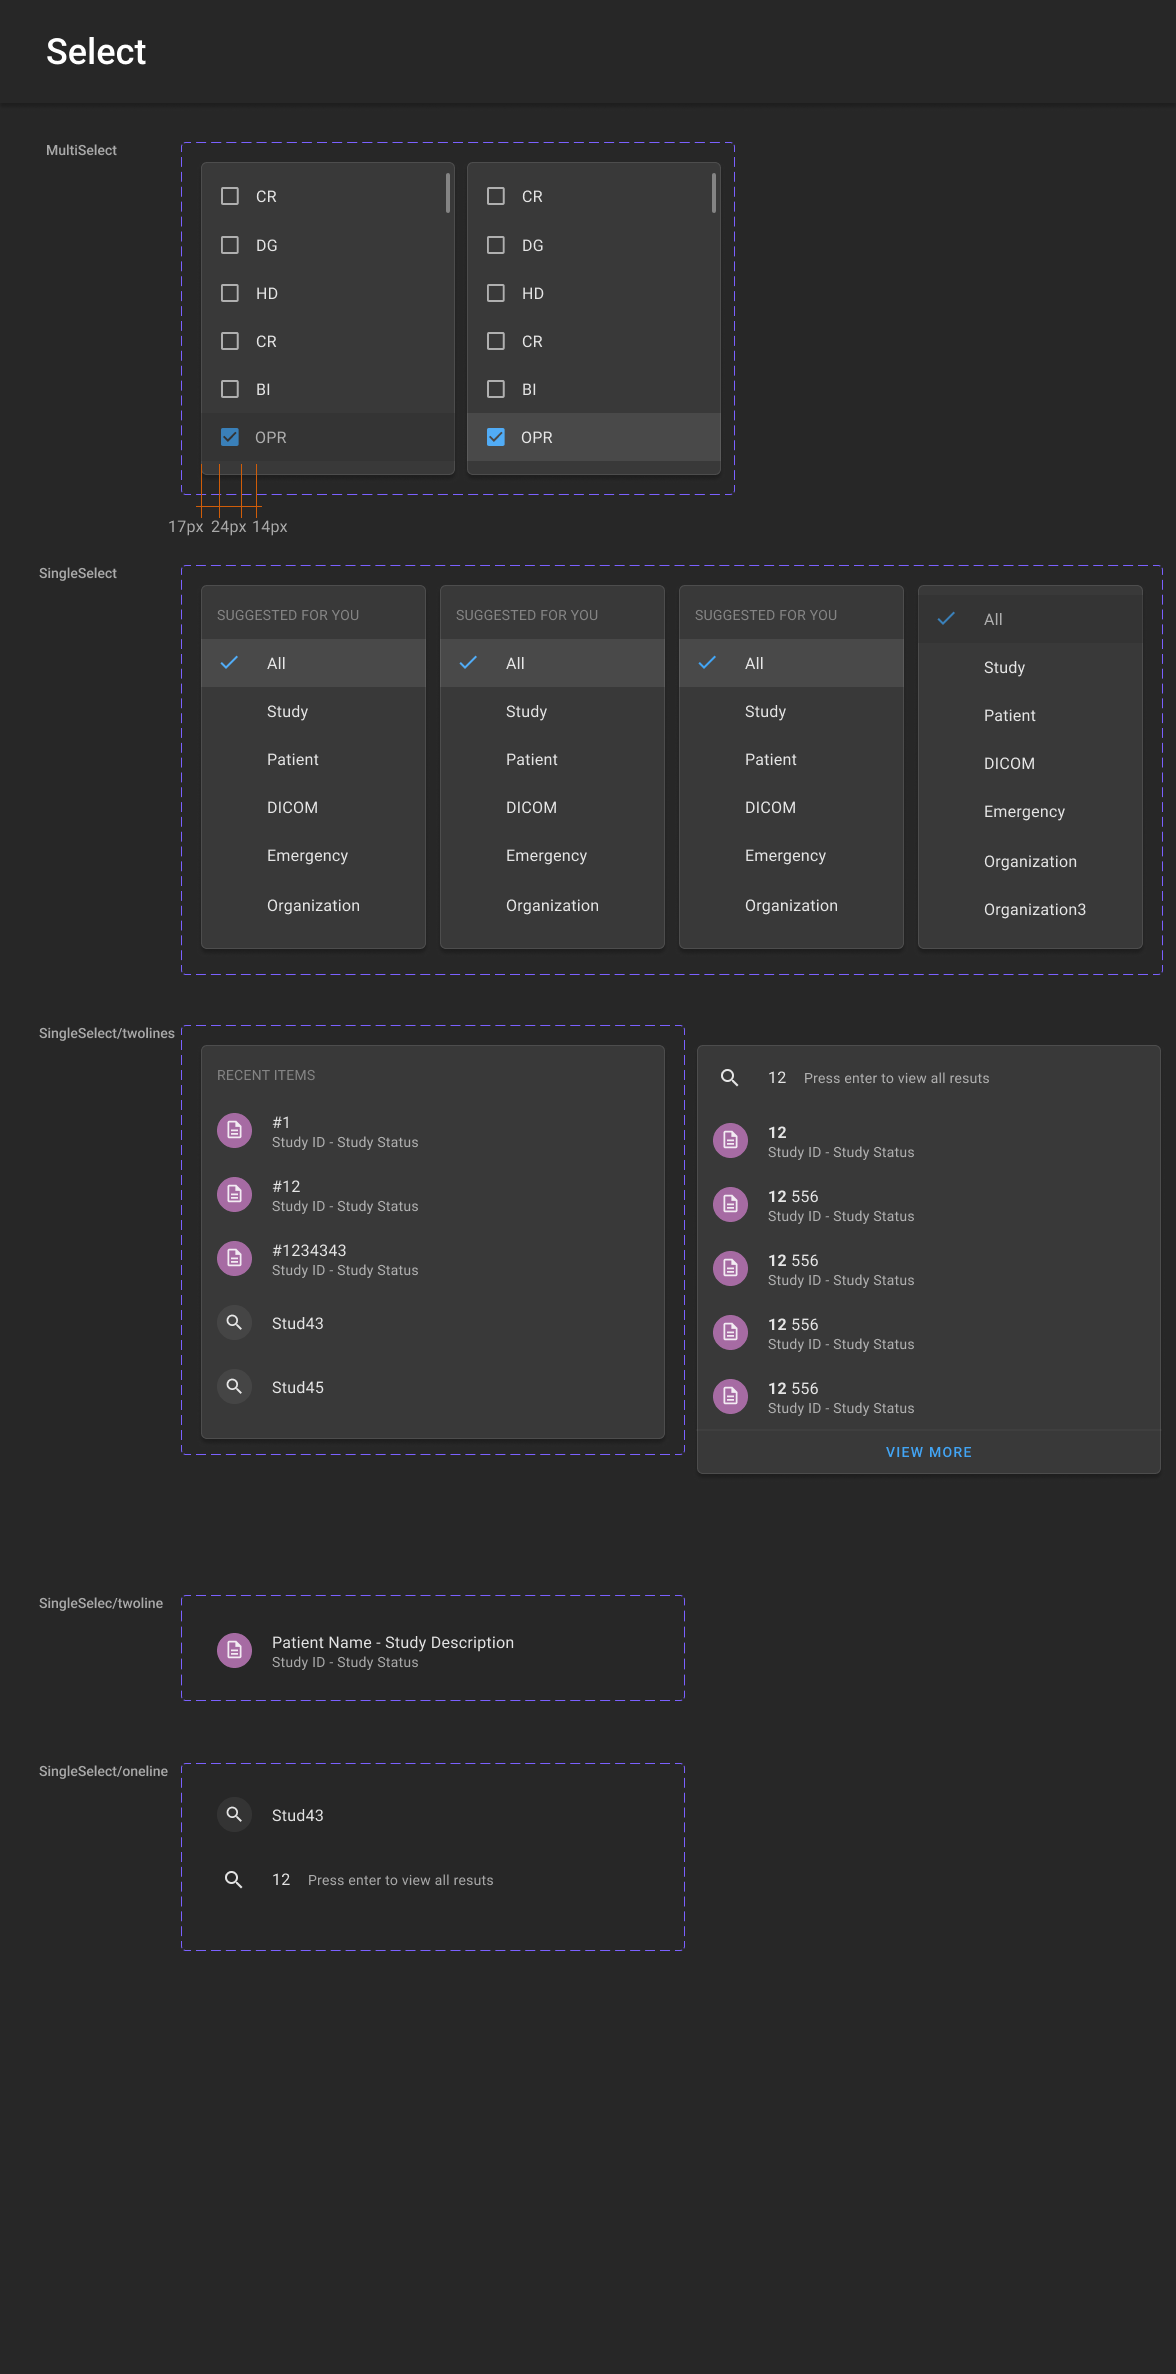 Select
MultiSelect
CR
DG
HD
CR
BI
OPR
CR
DG
HD
CR
BI
OPR
17px 24px 14px
SingleSelect
SUGGESTED FOR YOU
All
Study
Patient
DICOM
Emergency
Organization
SUGGESTED FOR YOU
All
Study
Patient
DICOM
Emergency
Organization
SUGGESTED FOR YOU
All
Study
Patient
DICOM
Emergency
Organization
All
Study
Patient
DICOM
Emergency
Organization
Organization3
SingleSelect/twolines
RECENT ITEMS
#1
Study ID - Study Status
#12
Study ID - Study Status
#1234343
Study ID - Study Status
Stud43
Stud45
12 Press enter to view all resuts
12
Study ID - Study Status
12 556
Study ID - Study Status
12 556
Study ID - Study Status
12 556
Study ID - Study Status
12 556
Study ID - Study Status
VIEW MORE
SingleSelec/twoline
Patient Name - Study Description
Study ID - Study Status
SingleSelect/oneline
Stud43
12 Press enter to view all resuts